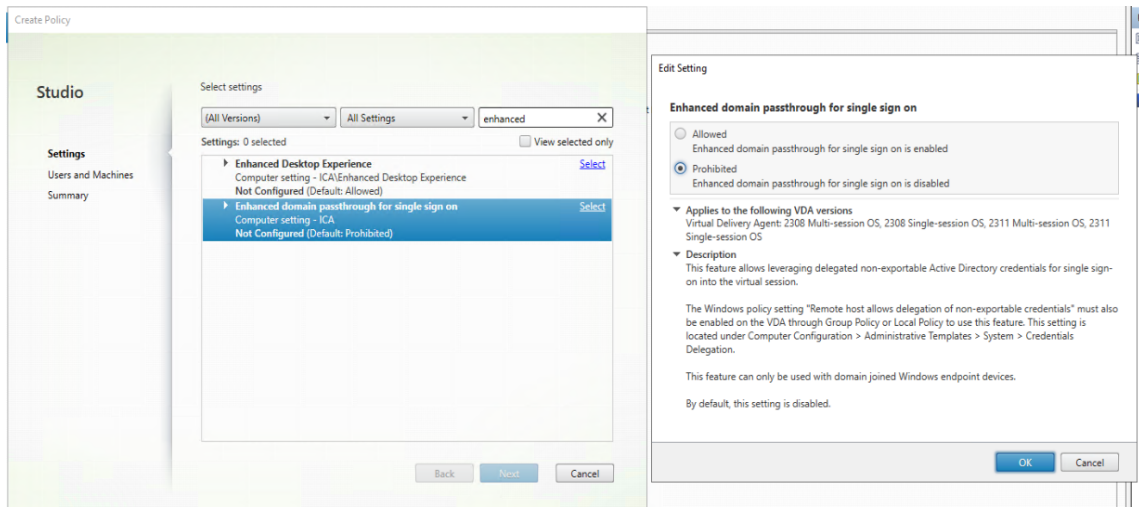 Create Policy
Studio
Settings
Users and Machines
Summary
Select settings
(All Versions)
All Settings
enhanced
Settings: 0 selected
View selected only
Enhanced Desktop Experience
Select
Computer setting - ICA\Enhanced Desktop Experience
Not Configured (Default: Allowed)
Enhanced domain passthrough for single sign on
Select
Computer setting - ICA
Not Configured (Default: Prohibited)
Back
Next
Cancel
Edit Setting
Enhanced domain passthrough for single sign on
Allowed
Enhanced domain passthrough for single sign on is enabled
Prohibited
Enhanced domain passthrough for single sign on is disabled
Applies to the following VDA versions
Virtual Delivery Agent: 2308 Multi-session OS, 2308 Single-session OS, 2311 Multi-session OS, 2311
Single-session OS
Description
This feature allows leveraging delegated non-exportable Active Directory credentials for single sign-
on into the virtual session.
The Windows policy setting "Remote host allows delegation of non-exportable credentials" must also
be enabled on the VDA through Group Policy or Local Policy to use this feature. This setting is
located under Computer Configuration > Administrative Templates > System > Credentials
Delegation.
This feature can only be used with domain joined Windows endpoint devices.
By default, this setting is disabled.
OK
Cancel